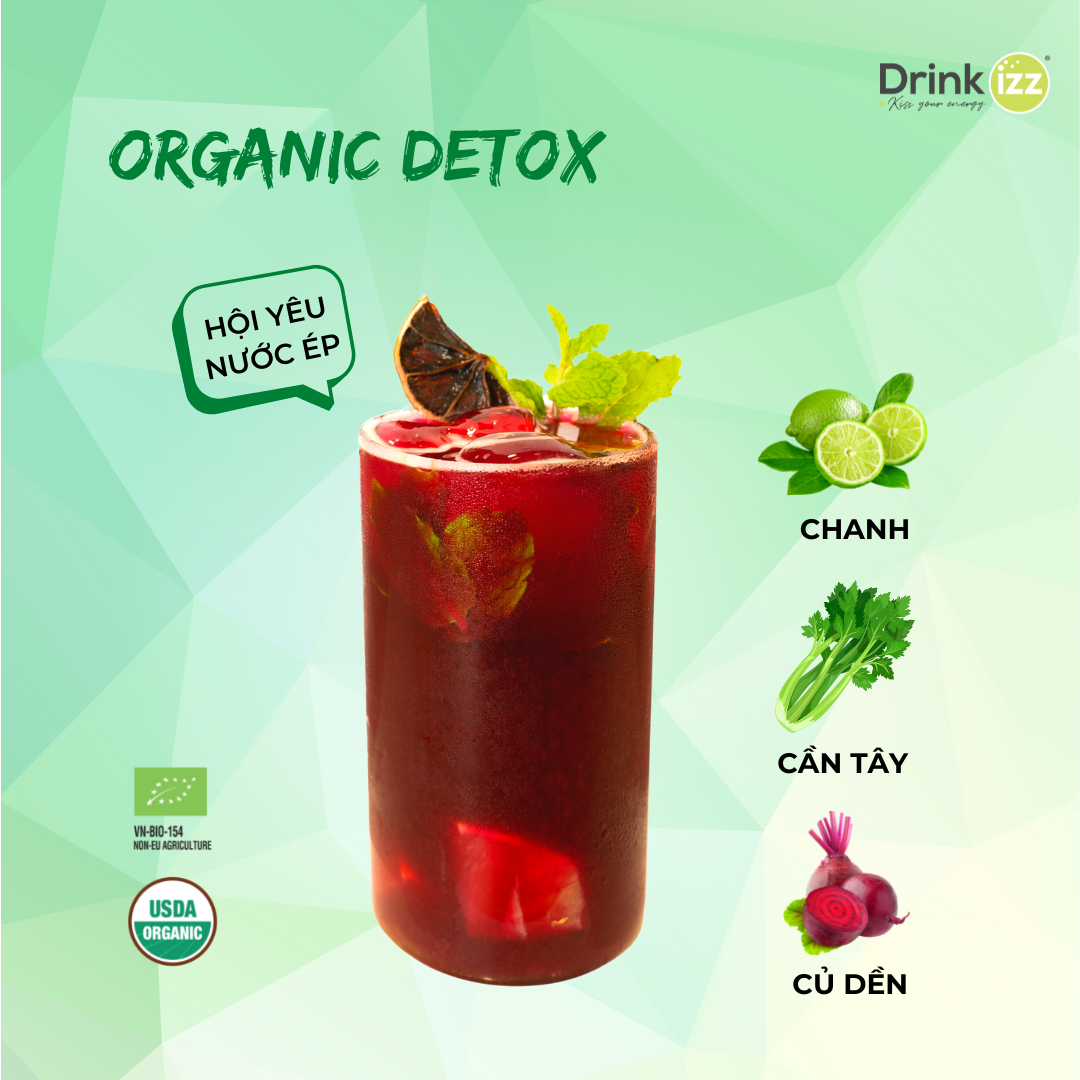 Drink izz®
Kiss your energy
ORGANIC DETOX
HỘI YÊU
NƯỚC ÉP
CHANH
CẦN TÂY
CỦ DỀN
VN-BIO-154
NON-EU AGRICULTURE
USDA
ORGANIC